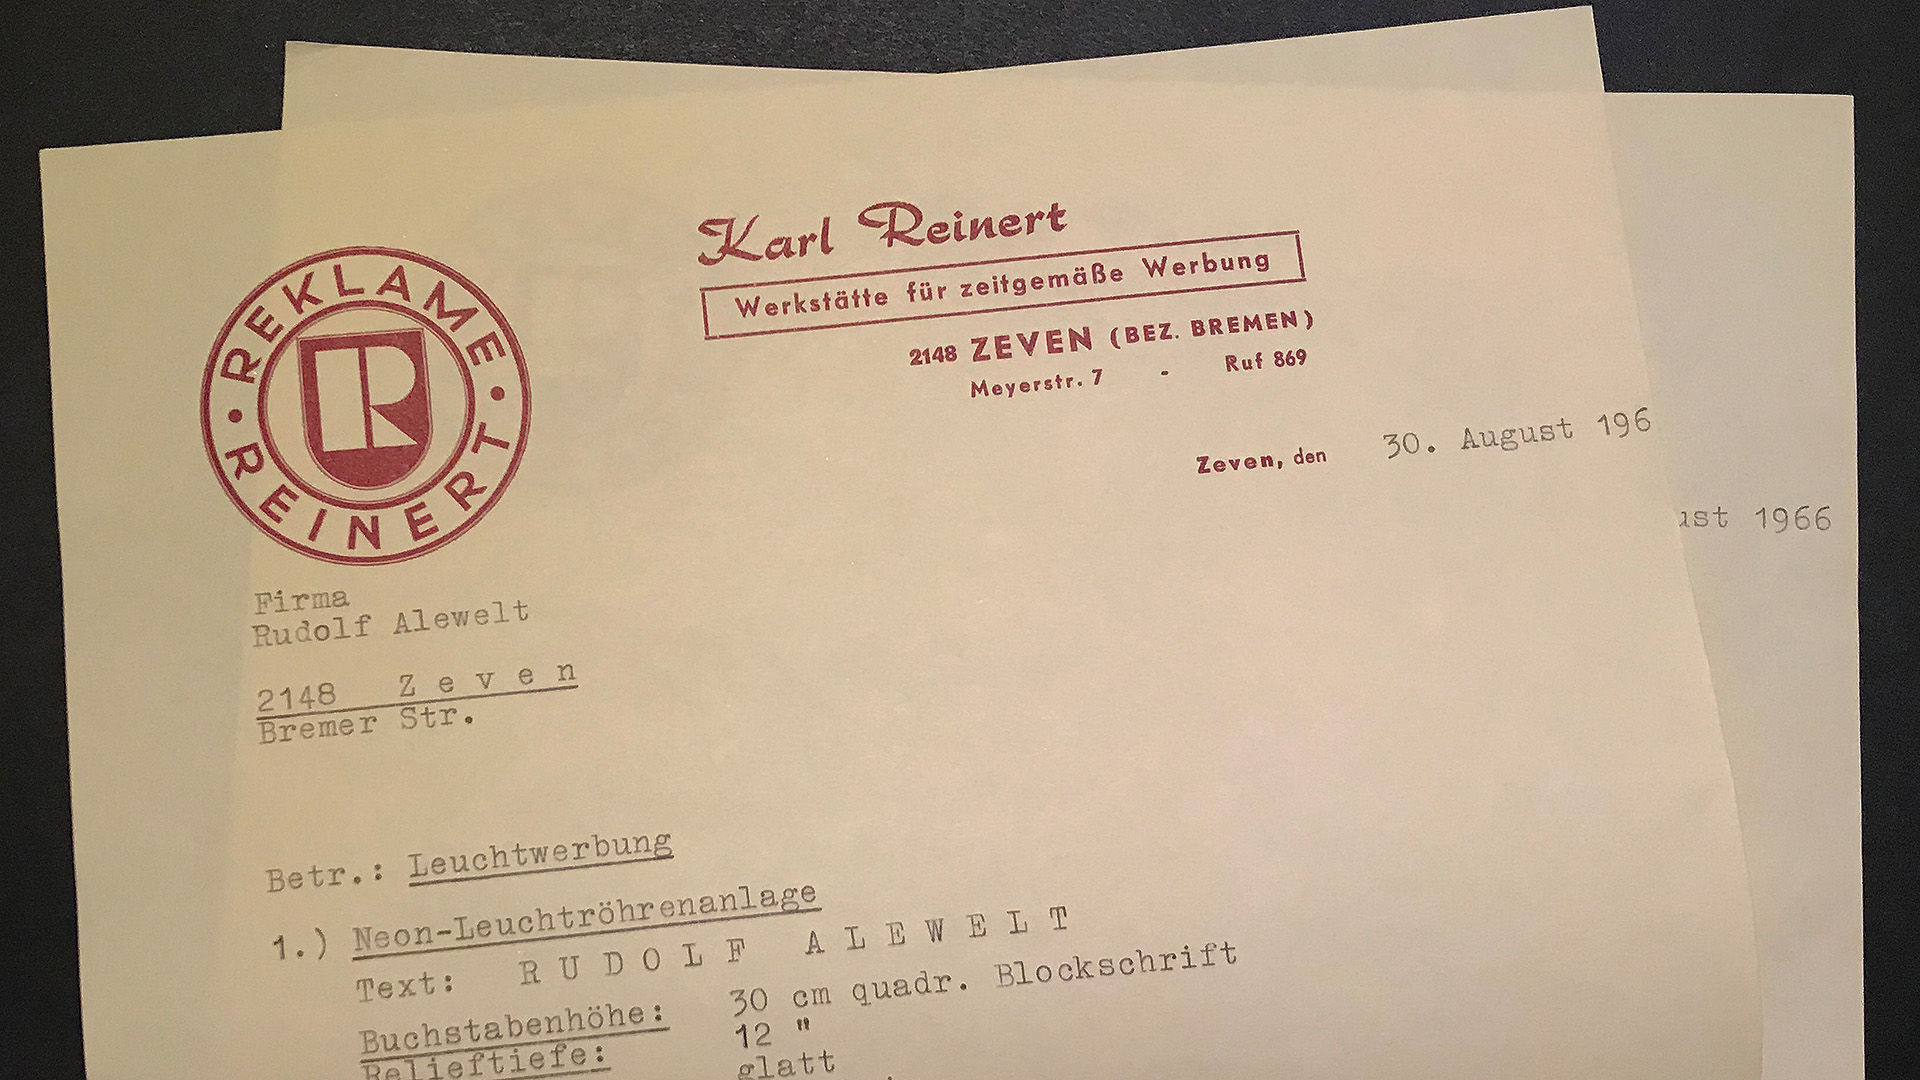 REKLAME
REINERT
R
Karl Reinert
Werkstätte für zeitgemäße Werbung
2148 ZEVEN (BEZ. BREMEN)
Meyerstr. 7 - Ruf 869
Zeven, den 30. August 196
ust 1966
Firma
Rudolf Alewelt
2148 Z e v e n
Bremer Str.
Betr.: Leuchtwerbung
1.) Neon-Leuchtröhrenanlage
Text: R U D O L F A L E W E L T
Buchstabenhöhe: 30 cm quadr. Blockschrift
Relieftiefe: 12 "
glatt